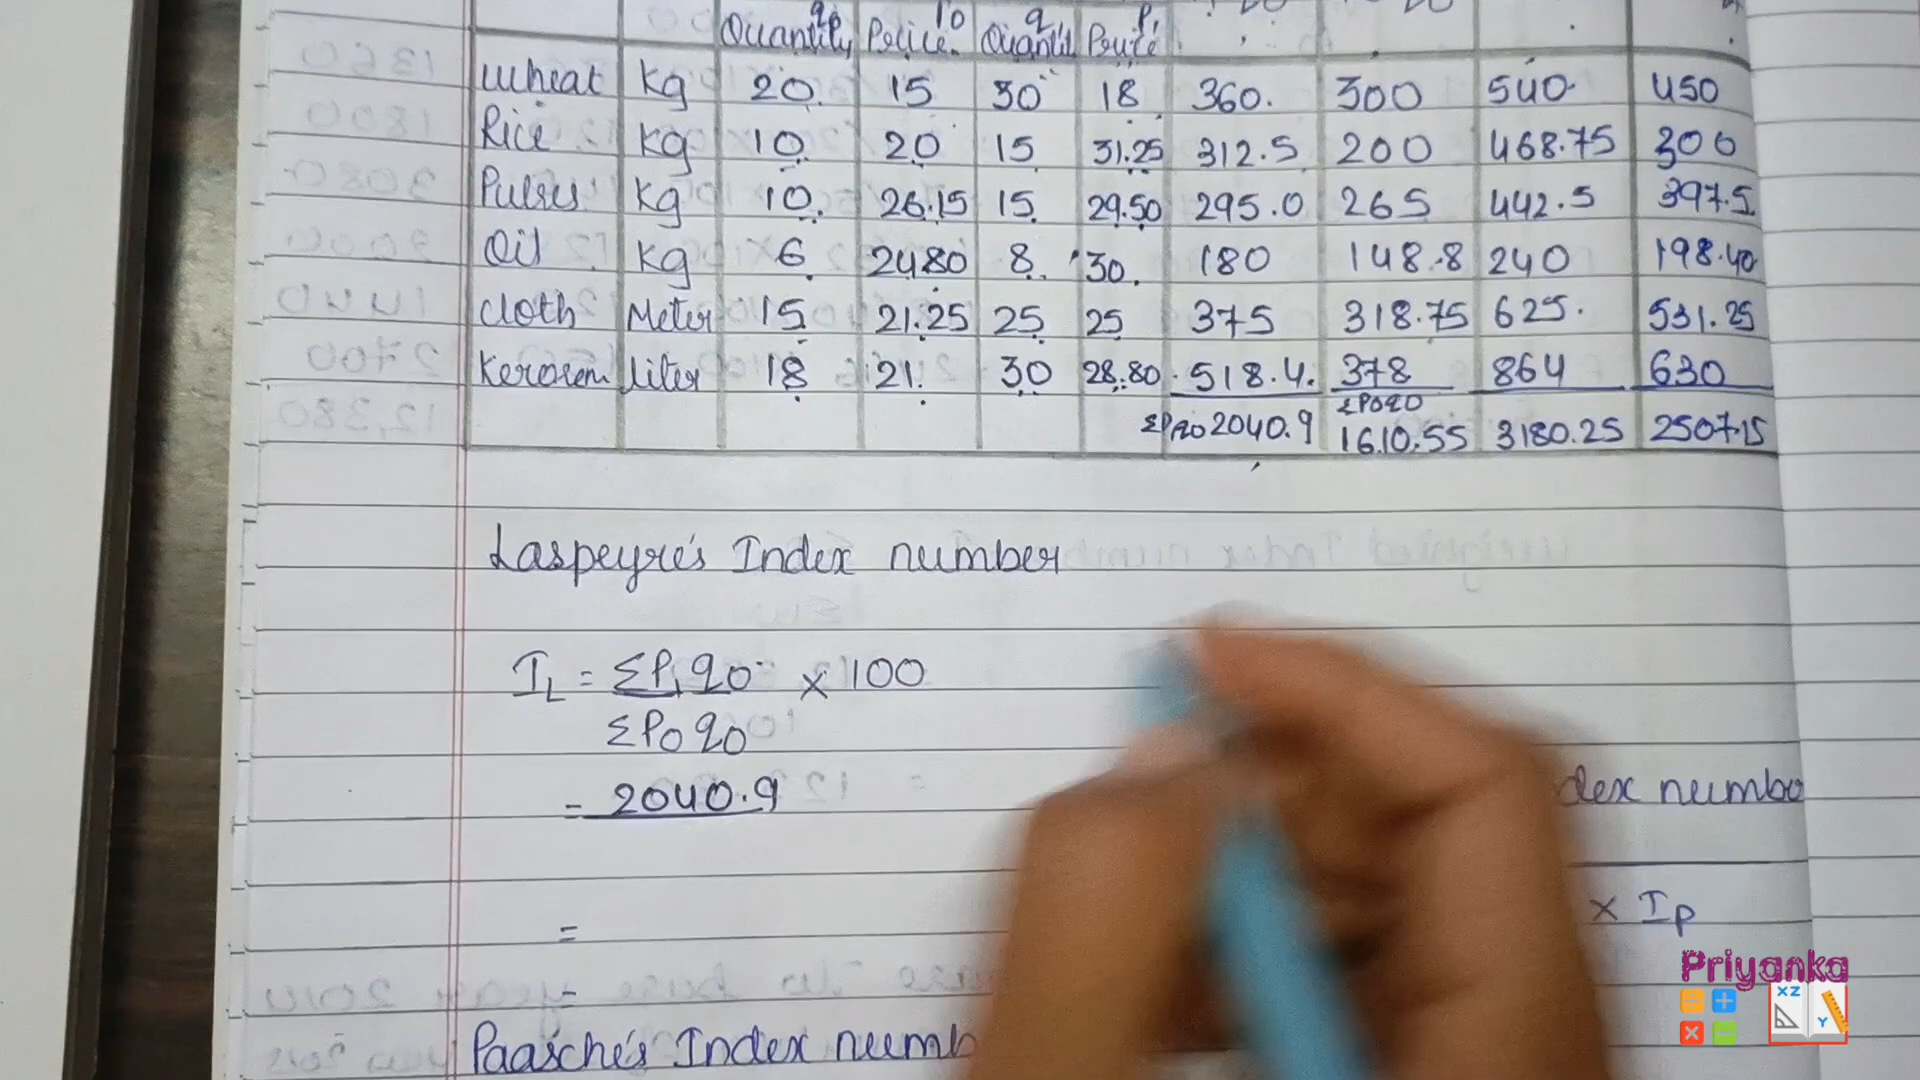 Quantity Price Quantit Price
q0 P0 q P1
wheat kg 20 15 30 18 360. 300 540 450
Rice kg 10 20 15 31.25 312.5 200 468.75 300
Pulses kg 10 26.15 15 29.50 295.0 265 442.5 397.5
Oil kg 6 24.80 8 30 180 148.8 240 198.40
cloth Meter 15 21.25 25 25 375 318.75 625. 531.25
Kerosen liter 18 21. 30 28.80 518.4. 378 864 630
ΣP0q0
2040.9 1610.55 3180.25 2507.15
Laspeyre's Index number
IL = ΣP1q0 × 100
ΣP0q0
= 2040.9
dex numbe
=
× Ip
Paasche's Index numb
Priyanka
XZ
Y